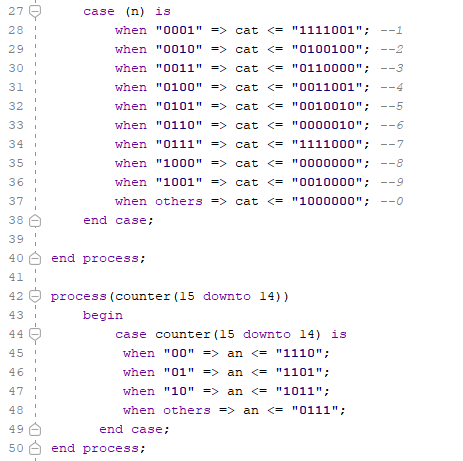 27 case (n) is
28 when "0001" => cat <= "1111001"; --1
29 when "0010" => cat <= "0100100"; --2
30 when "0011" => cat <= "0110000"; --3
31 when "0100" => cat <= "0011001"; --4
32 when "0101" => cat <= "0010010"; --5
33 when "0110" => cat <= "0000010"; --6
34 when "0111" => cat <= "1111000"; --7
35 when "1000" => cat <= "0000000"; --8
36 when "1001" => cat <= "0010000"; --9
37 when others => cat <= "1000000"; --0
38 end case;
39
40 end process;
41
42 process(counter(15 downto 14))
43 begin
44 case counter(15 downto 14) is
45 when "00" => an <= "1110";
46 when "01" => an <= "1101";
47 when "10" => an <= "1011";
48 when others => an <= "0111";
49 end case;
50 end process;